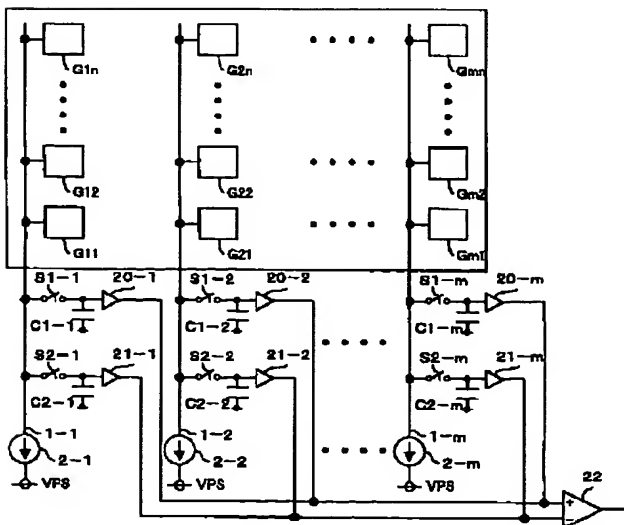 G1n G2n Gmn
G12 G22 Gm2
G11 G21 Gm1
S1-1 20-1 S1-2 20-2 S1-m 20-m
C1-1 C1-2 C1-m
S2-1 21-1 S2-2 21-2 S2-m 21-m
C2-1 C2-2 C2-m
1-1 1-2 1-m
2-1 2-2 2-m 22
VPS VPS VPS
+
−